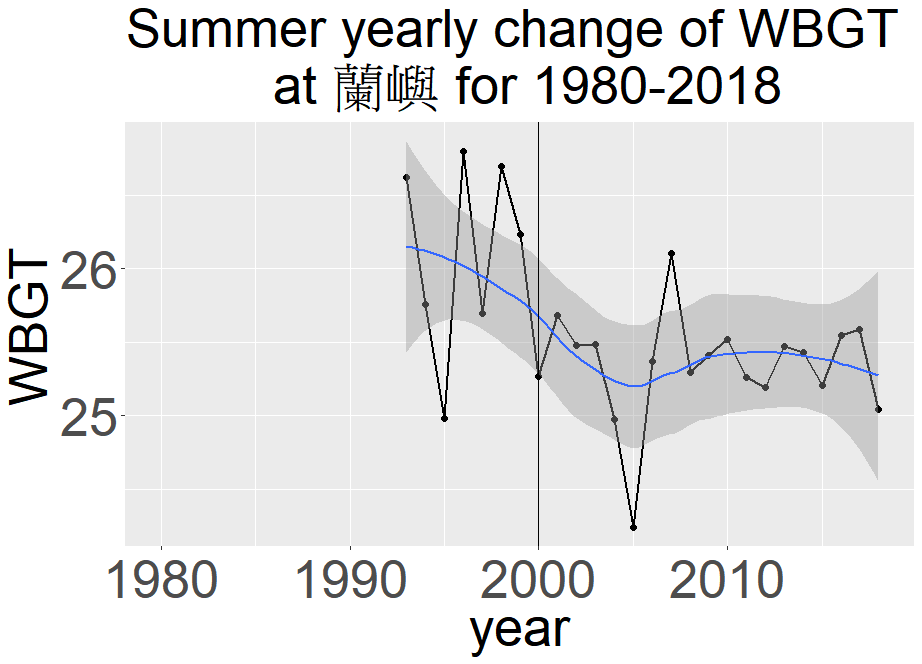 Summer yearly change of WBGT
at 蘭嶼 for 1980-2018
WBGT
26
25
1980 1990 2000 2010
year